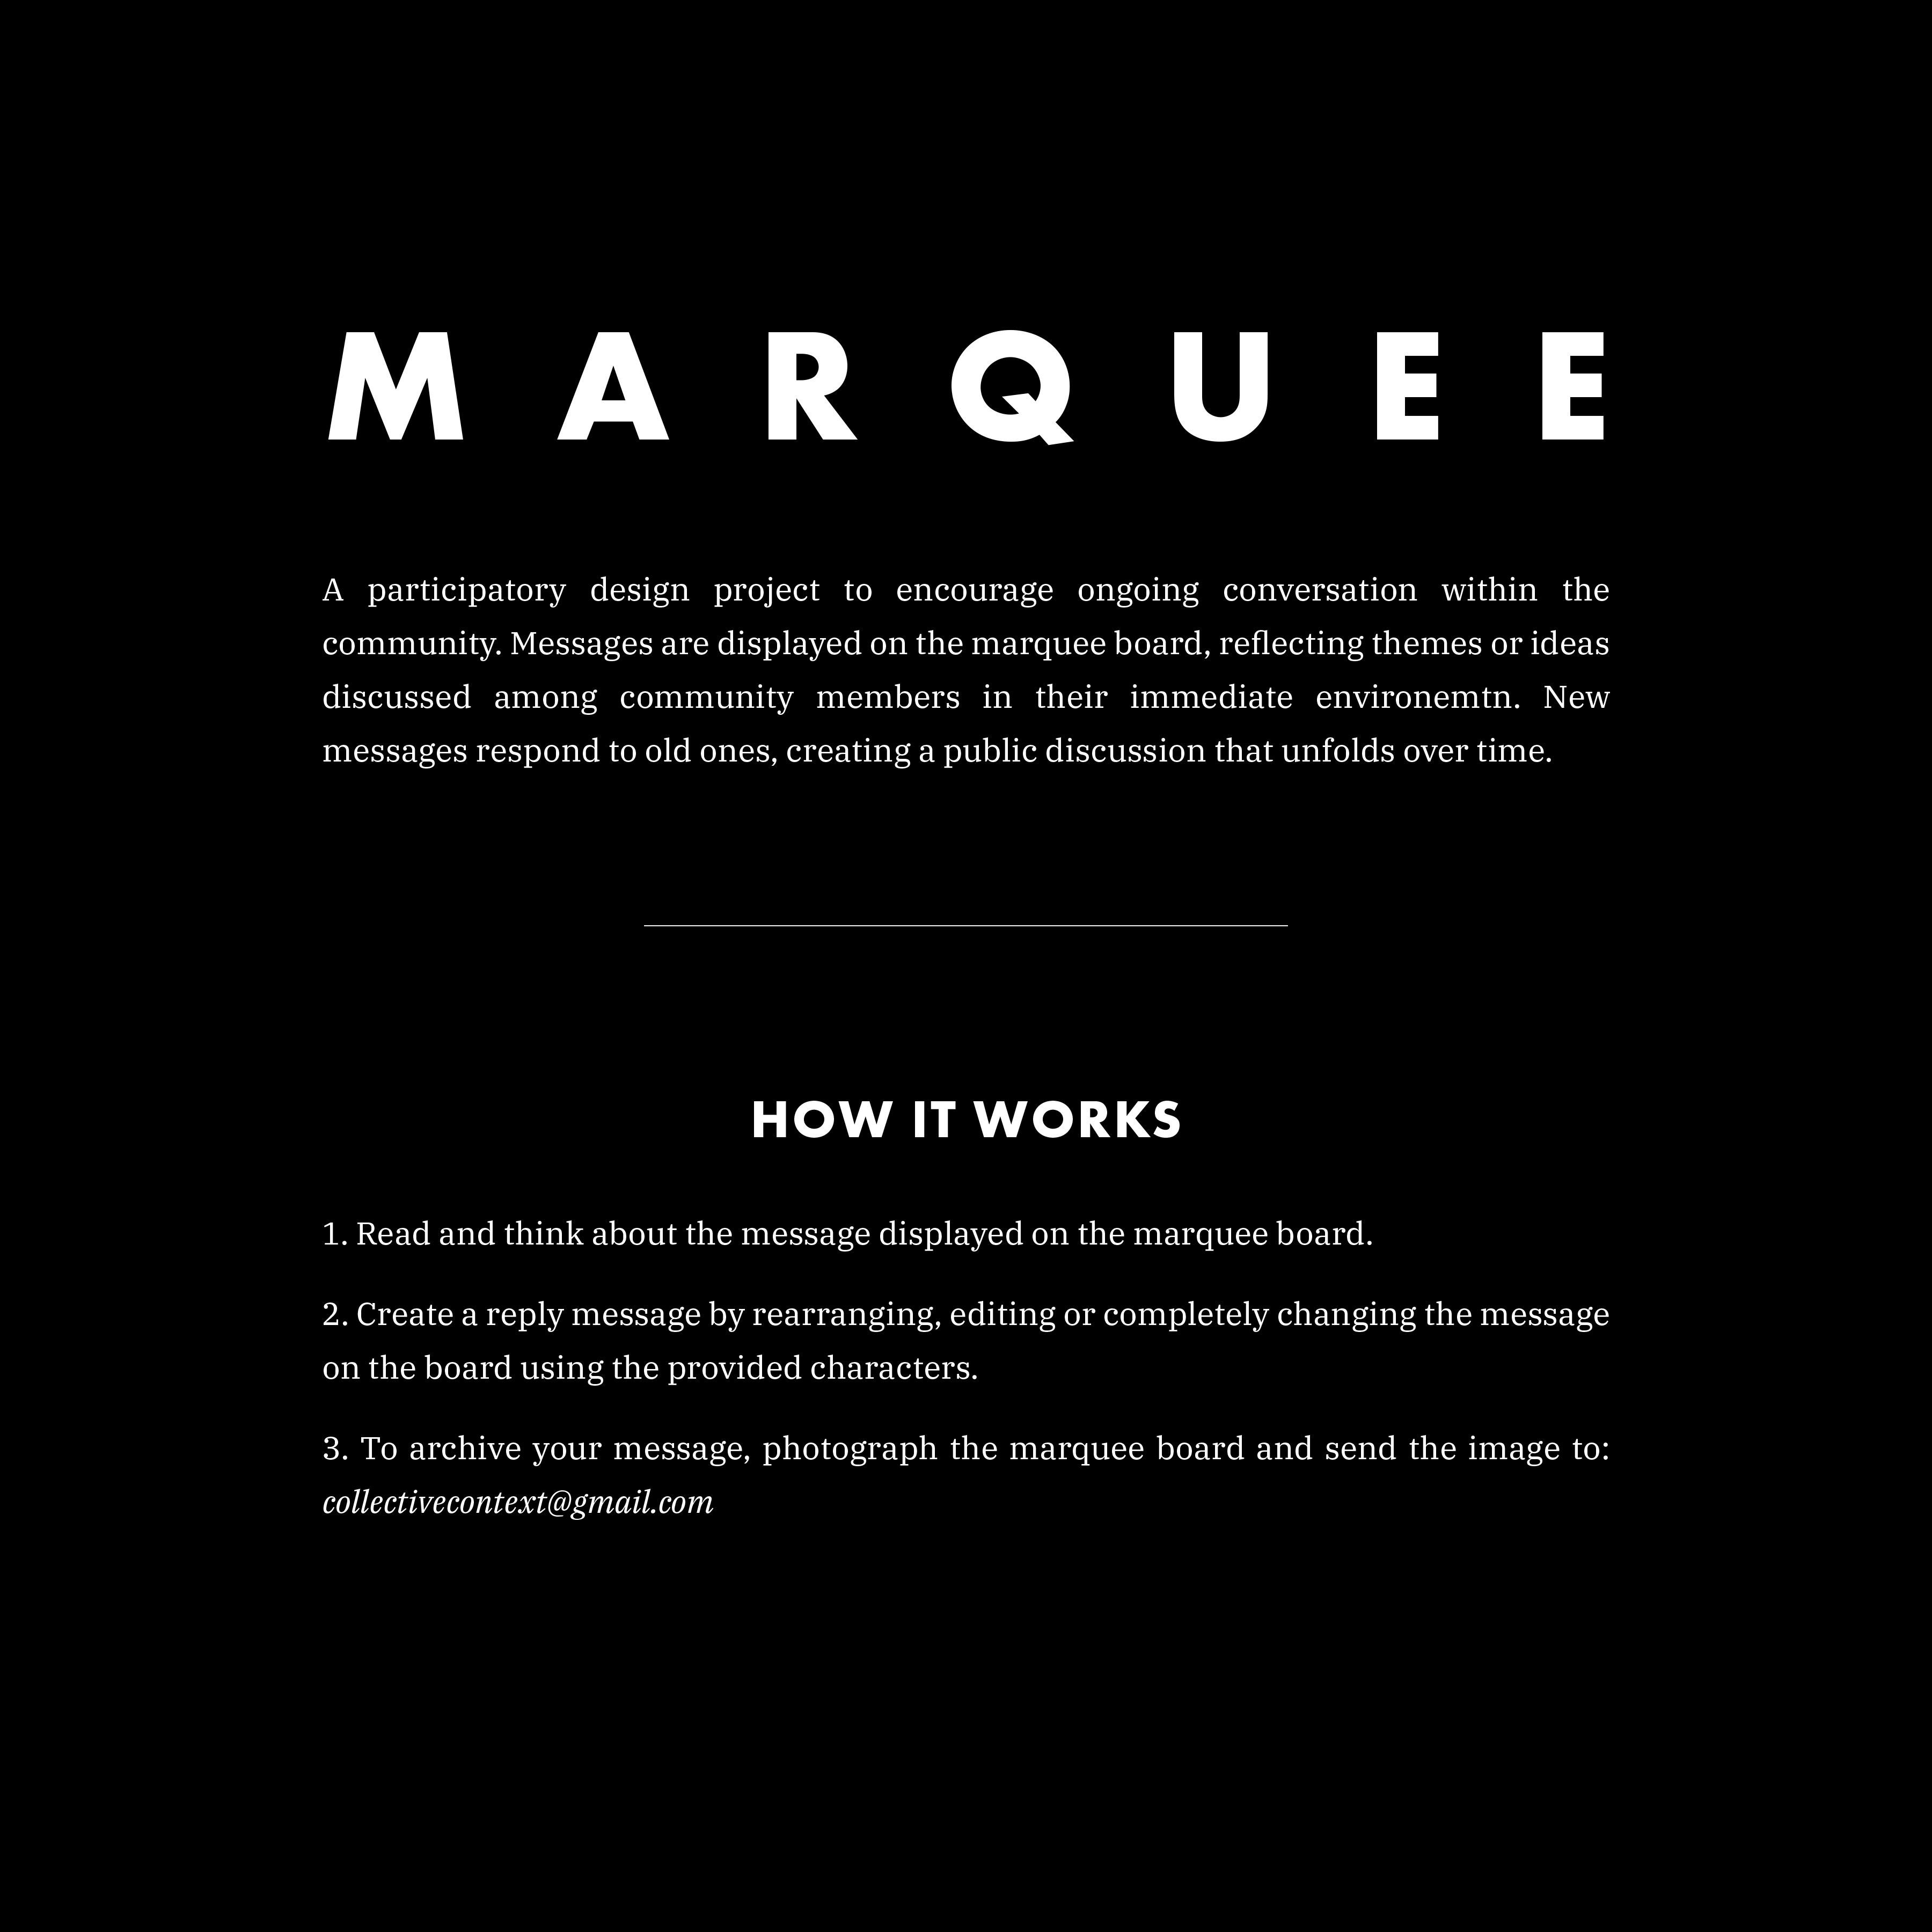 MARQUEE
A participatory design project to encourage ongoing conversation within the
community. Messages are displayed on the marquee board, reflecting themes or ideas
discussed among community members in their immediate environemtn. New
messages respond to old ones, creating a public discussion that unfolds over time.
HOW IT WORKS
1. Read and think about the message displayed on the marquee board.
2. Create a reply message by rearranging, editing or completely changing the message
on the board using the provided characters.
3. To archive your message, photograph the marquee board and send the image to:
collectivecontext@gmail.com